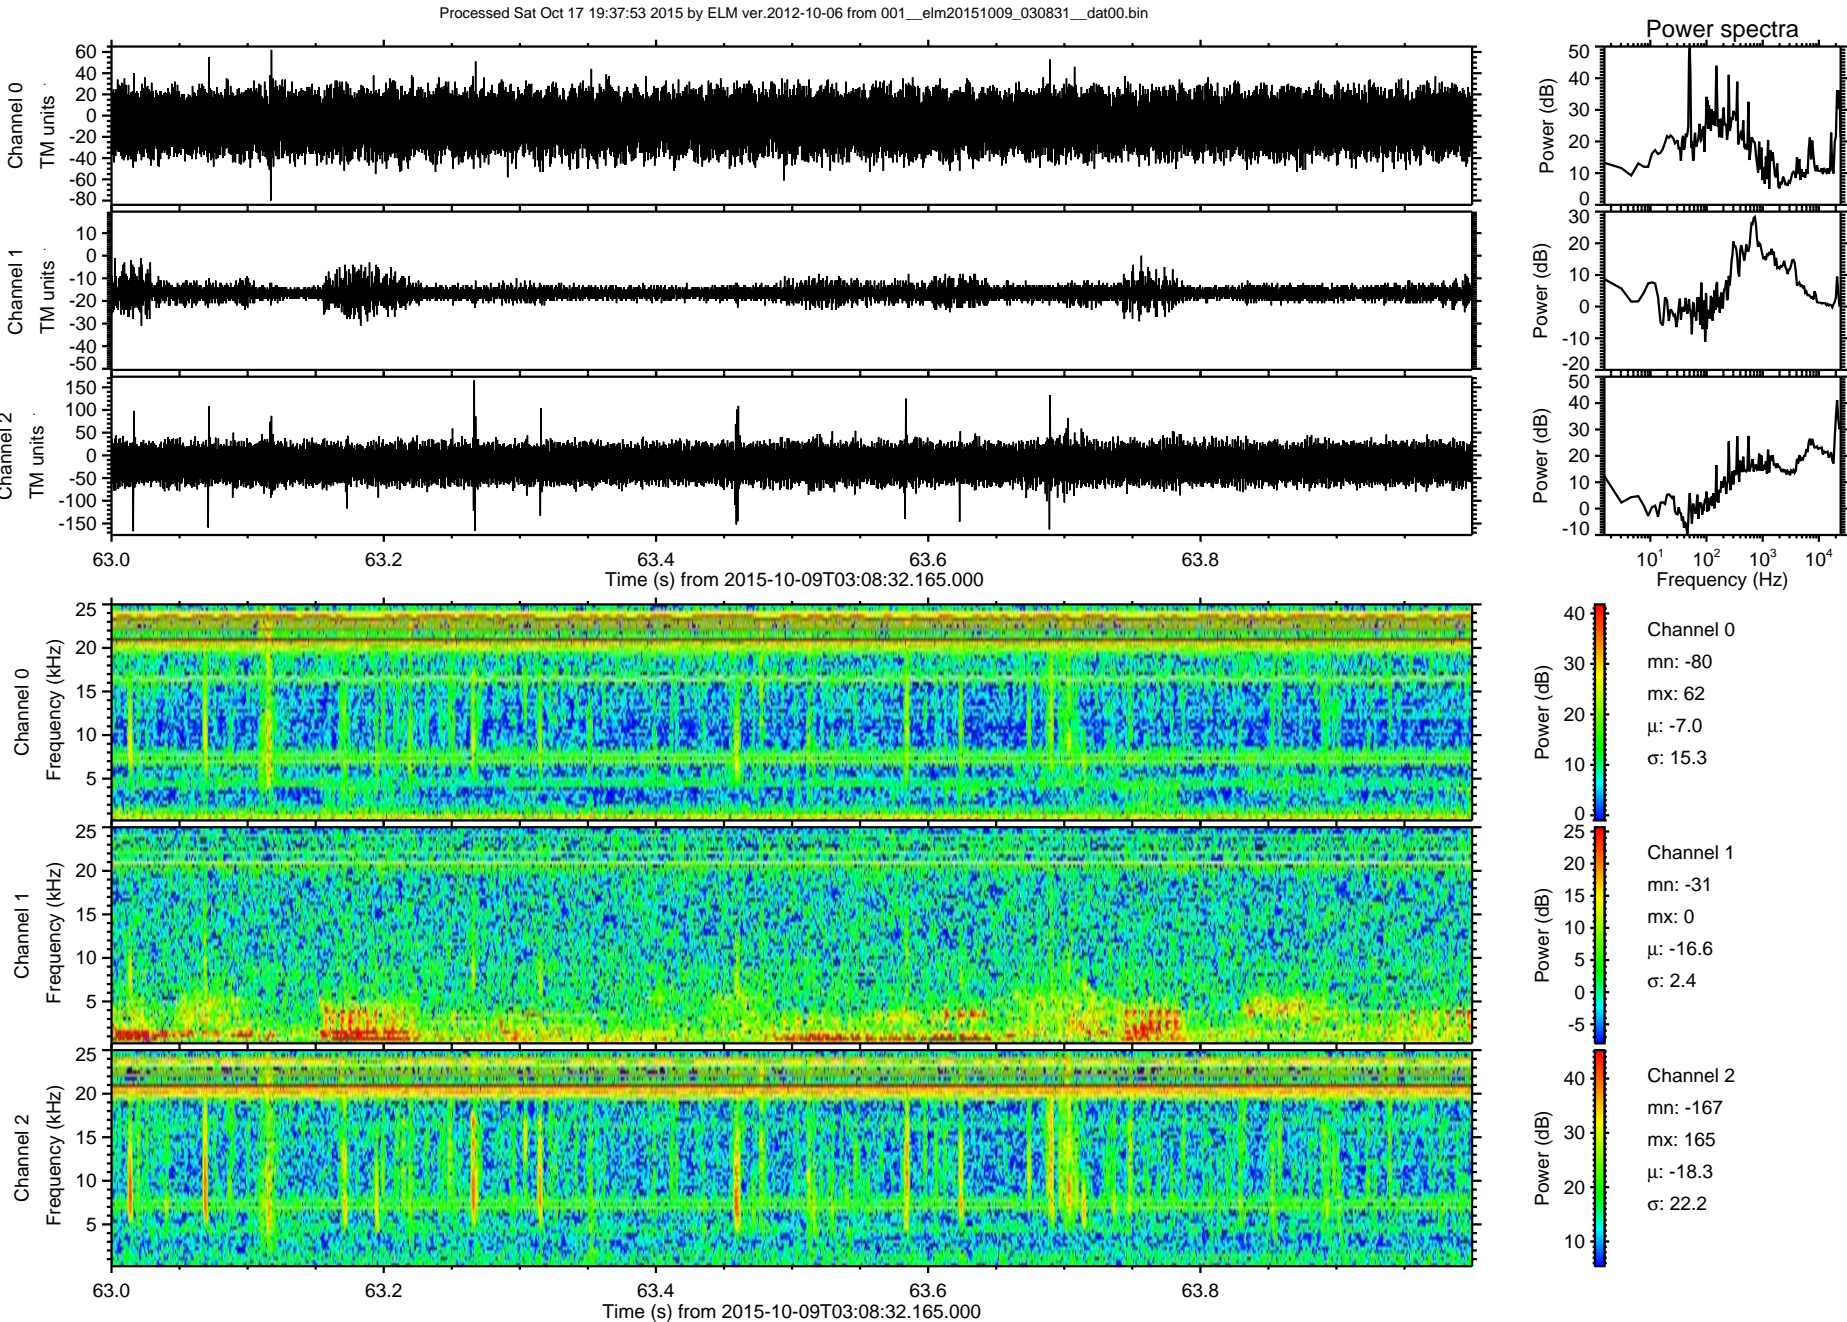 Processed Sat Oct 17 19:37:53 2015 by ELM ver.2012-10-06 from 001__elm20151009_030831__dat00.bin
Power spectra
Channel 0
TM units
60
40
20
0
-20
-40
-60
-80
Power (dB)
50
40
30
20
10
0
Channel 1
TM units
10
0
-10
-20
-30
-40
-50
Power (dB)
30
20
10
0
-10
-20
Channel 2
TM units
150
100
50
0
-50
-100
-150
Power (dB)
50
40
30
20
10
0
-10
63.0 63.2 63.4 63.6 63.8
Time (s) from 2015-10-09T03:08:32.165.000
10¹ 10² 10³ 10⁴
Frequency (Hz)
Channel 0
Frequency (kHz)
25
20
15
10
5
Power (dB)
40
30
20
10
0
Channel 0
mn: -80
mx: 62
μ: -7.0
σ: 15.3
Channel 1
Frequency (kHz)
25
20
15
10
5
Power (dB)
25
20
15
10
5
0
-5
Channel 1
mn: -31
mx: 0
μ: -16.6
σ: 2.4
Channel 2
Frequency (kHz)
25
20
15
10
5
Power (dB)
40
30
20
10
Channel 2
mn: -167
mx: 165
μ: -18.3
σ: 22.2
63.0 63.2 63.4 63.6 63.8
Time (s) from 2015-10-09T03:08:32.165.000